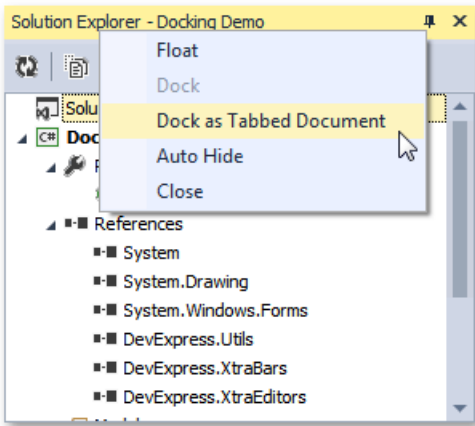 Solution Explorer - Docking Demo
Float
Dock
Solu
Dock as Tabbed Document
C# Doc
Auto Hide
Close
References
System
System.Drawing
System.Windows.Forms
DevExpress.Utils
DevExpress.XtraBars
DevExpress.XtraEditors